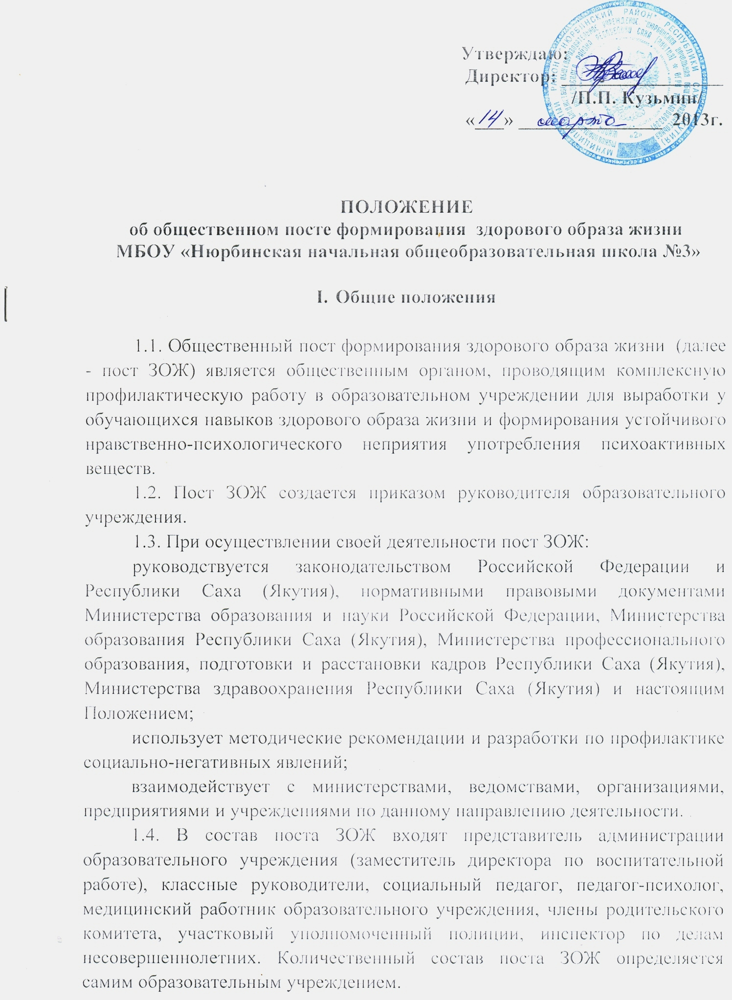 Утверждаю:
Директор:
/П.П. Кузьмин/
«14» марта 2013г.
ПОЛОЖЕНИЕ
об общественном посте формирования здорового образа жизни
МБОУ «Нюрбинская начальная общеобразовательная школа №3»
I. Общие положения
1.1. Общественный пост формирования здорового образа жизни (далее
- пост ЗОЖ) является общественным органом, проводящим комплексную
профилактическую работу в образовательном учреждении для выработки у
обучающихся навыков здорового образа жизни и формирования устойчивого
нравственно-психологического неприятия употребления психоактивных
веществ.
1.2. Пост ЗОЖ создается приказом руководителя образовательного
учреждения.
1.3. При осуществлении своей деятельности пост ЗОЖ:
руководствуется законодательством Российской Федерации и
Республики Саха (Якутия), нормативными правовыми документами
Министерства образования и науки Российской Федерации, Министерства
образования Республики Саха (Якутия), Министерства профессионального
образования, подготовки и расстановки кадров Республики Саха (Якутия),
Министерства здравоохранения Республики Саха (Якутия) и настоящим
Положением;
использует методические рекомендации и разработки по профилактике
социально-негативных явлений;
взаимодействует с министерствами, ведомствами, организациями,
предприятиями и учреждениями по данному направлению деятельности.
1.4. В состав поста ЗОЖ входят представитель администрации
образовательного учреждения (заместитель директора по воспитательной
работе), классные руководители, социальный педагог, педагог-психолог,
медицинский работник образовательного учреждения, члены родительского
комитета, участковый уполномоченный полиции, инспектор по делам
несовершеннолетних. Количественный состав поста ЗОЖ определяется
самим образовательным учреждением.